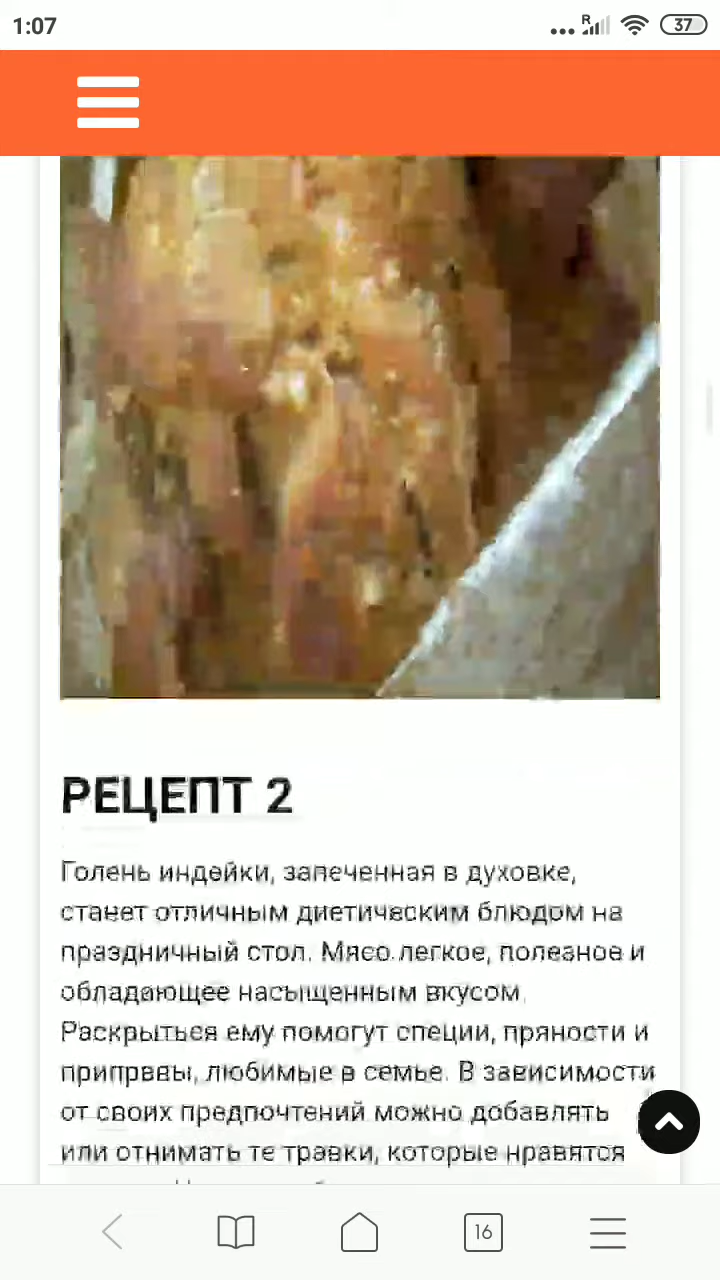 1:07
R
37
РЕЦЕПТ 2
Голень индейки, запеченная в духовке,
станет отличным диетическим блюдом на
праздничный стол. Мясо легкое, полезное и
обладающее насыщенным вкусом.
Раскрыться ему помогут специи, пряности и
приправы, любимые в семье. В зависимости
от своих предпочтений можно добавлять
или отнимать те травки, которые нравятся
16